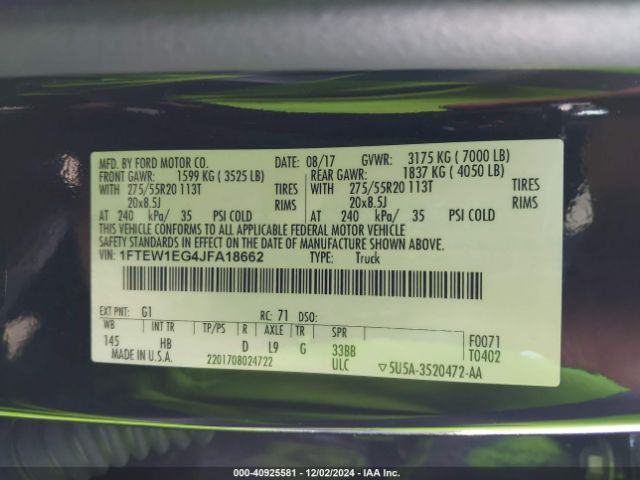 MFD. BY FORD MOTOR CO. DATE: 08/17 GVWR: 3175 KG ( 7000 LB)
FRONT GAWR: 1599 KG ( 3525 LB) REAR GAWR: 1837 KG ( 4050 LB)
WITH 275/55R20 113T TIRES WITH 275/55R20 113T TIRES
20x8.5J RIMS 20x8.5J RIMS
AT 240 kPa/ 35 PSI COLD AT 240 kPa/ 35 PSI COLD
THIS VEHICLE CONFORMS TO ALL APPLICABLE FEDERAL MOTOR VEHICLE
SAFETY STANDARDS IN EFFECT ON THE DATE OF MANUFACTURE SHOWN ABOVE.
VIN: 1FTEW1EG4JFA18662 TYPE: Truck
EXT PNT: G1 RC: 71 DSO:
WB INT TR TP/PS R AXLE TR SPR F0071
145 HB D L9 G 33BB T0402
MADE IN U.S.A. 2201708024722 ULC ▽5U5A-3520472-AA
000-40925581 - 12/02/2024 - IAA Inc.